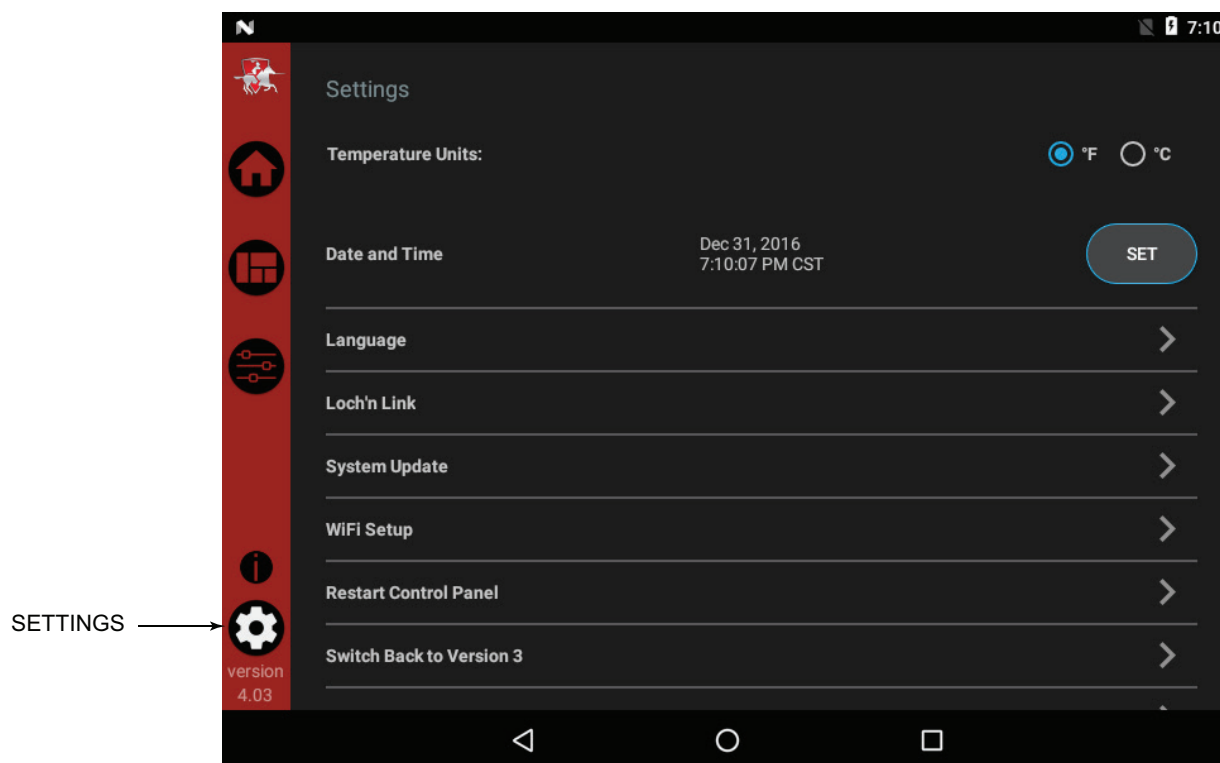 7:10
Settings
Temperature Units:
°F
°C
Date and Time
Dec 31, 2016
7:10:07 PM CST
SET
Language
Loch'n Link
System Update
WiFi Setup
Restart Control Panel
SETTINGS
Switch Back to Version 3
version
4.03